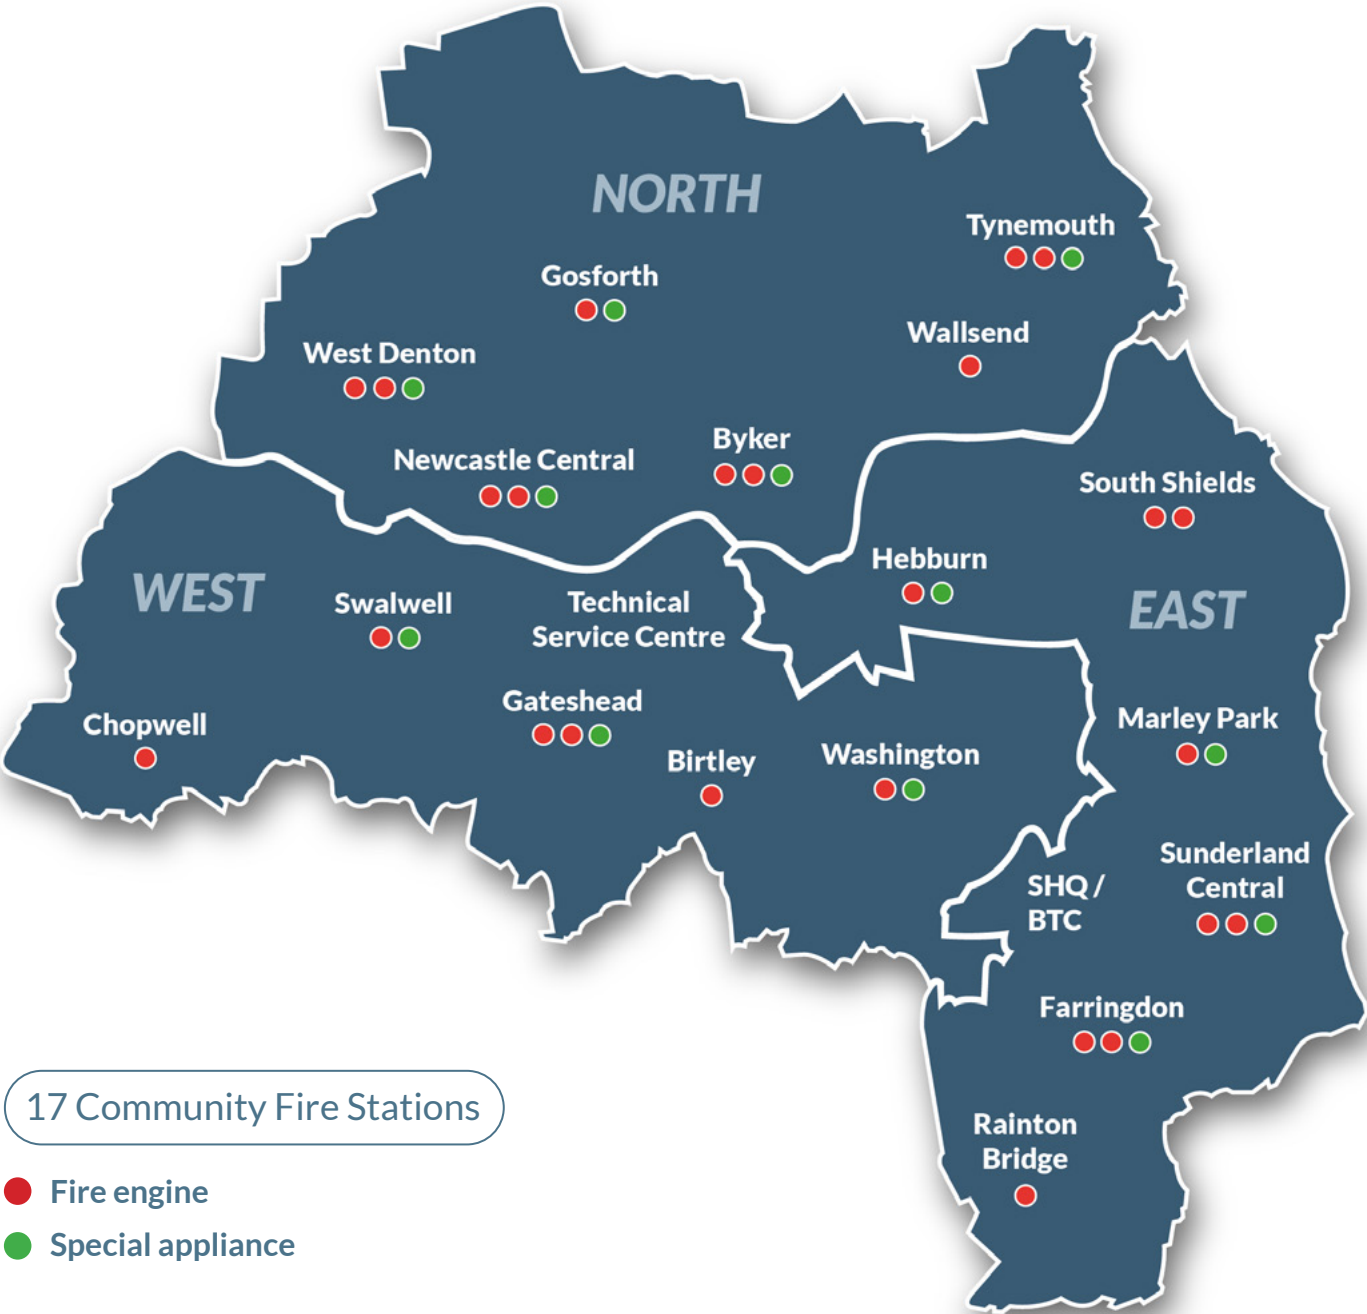 NORTH
Tynemouth
Gosforth
Wallsend
West Denton
Byker
Newcastle Central
South Shields
Hebburn
WEST
EAST
Swalwell
Technical
Service Centre
Gateshead
Chopwell
Marley Park
Birtley
Washington
Sunderland
Central
SHQ /
BTC
Farringdon
Rainton
Bridge
17 Community Fire Stations
Fire engine
Special appliance